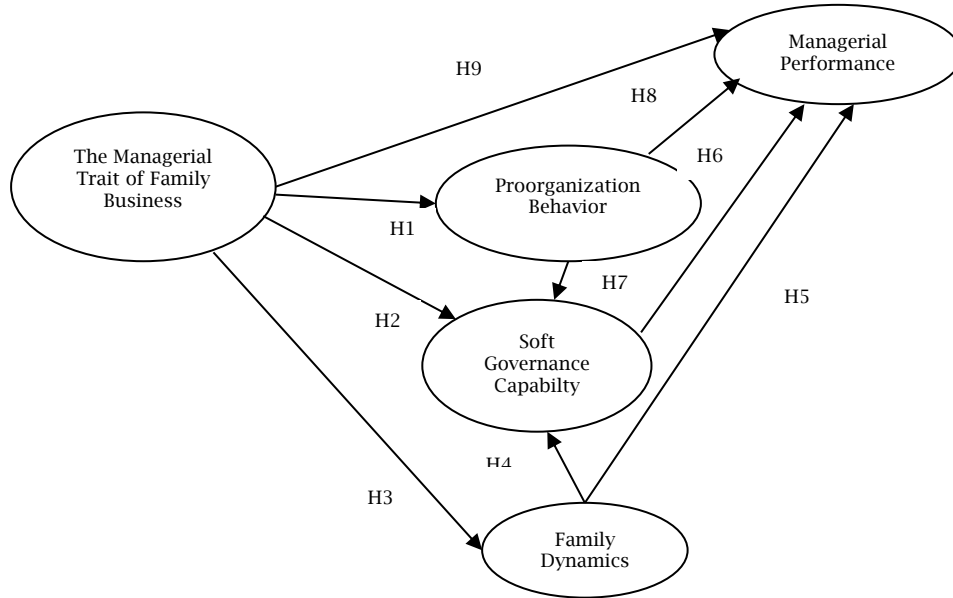 Managerial
Performance
H9
H8
The Managerial
Trait of Family
Business
H6
Proorganization
Behavior
H1
H7
H5
H2
Soft
Governance
Capabilty
H4
H3
Family
Dynamics